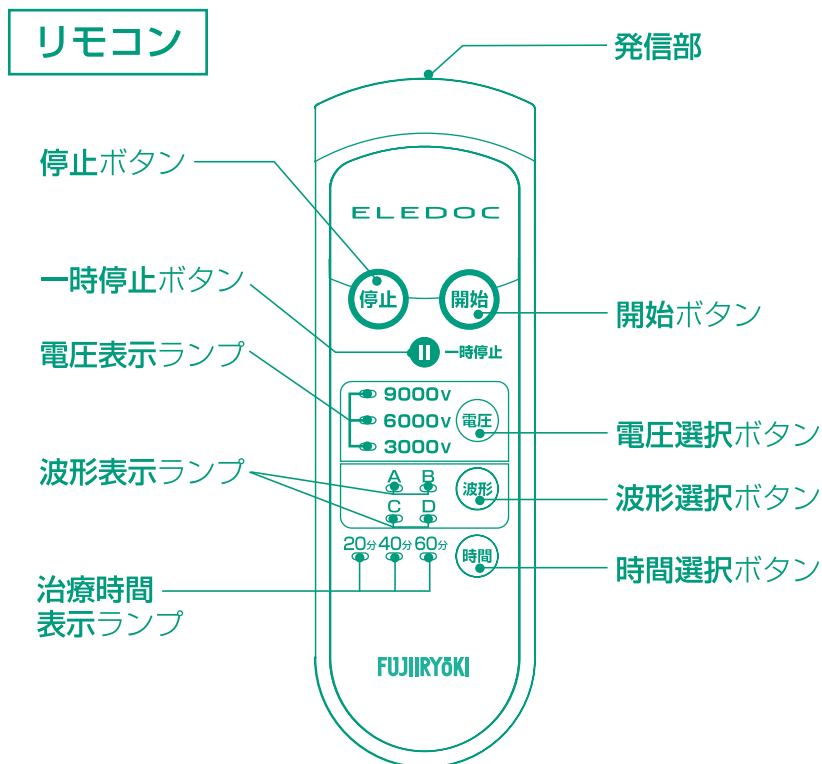 リモコン
発信部
停止ボタン
ELEDOC
一時停止ボタン
停止
開始
開始ボタン
一時停止
電圧表示ランプ
9000V
6000V
電圧
3000V
電圧選択ボタン
波形表示ランプ
A B
波形
C D
波形選択ボタン
20分 40分 60分
時間
時間選択ボタン
治療時間
表示ランプ
FUJIIRYōKI